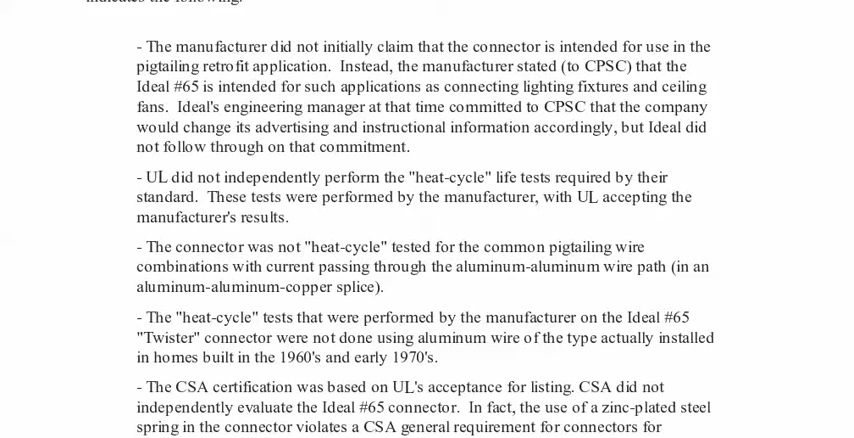 indicates the following:
- The manufacturer did not initially claim that the connector is intended for use in the
pigtailing retrofit application.  Instead, the manufacturer stated (to CPSC) that the
Ideal #65 is intended for such applications as connecting lighting fixtures and ceiling
fans.  Ideal's engineering manager at that time committed to CPSC that the company
would change its advertising and instructional information accordingly, but Ideal did
not follow through on that commitment.
- UL did not independently perform the "heat-cycle" life tests required by their
standard.  These tests were performed by the manufacturer, with UL accepting the
manufacturer's results.
- The connector was not "heat-cycle" tested for the common pigtailing wire
combinations with current passing through the aluminum-aluminum wire path (in an
aluminum-aluminum-copper splice).
- The "heat-cycle" tests that were performed by the manufacturer on the Ideal #65
"Twister" connector were not done using aluminum wire of the type actually installed
in homes built in the 1960's and early 1970's.
- The CSA certification was based on UL's acceptance for listing. CSA did not
independently evaluate the Ideal #65 connector.  In fact, the use of a zinc-plated steel
spring in the connector violates a CSA general requirement for connectors for